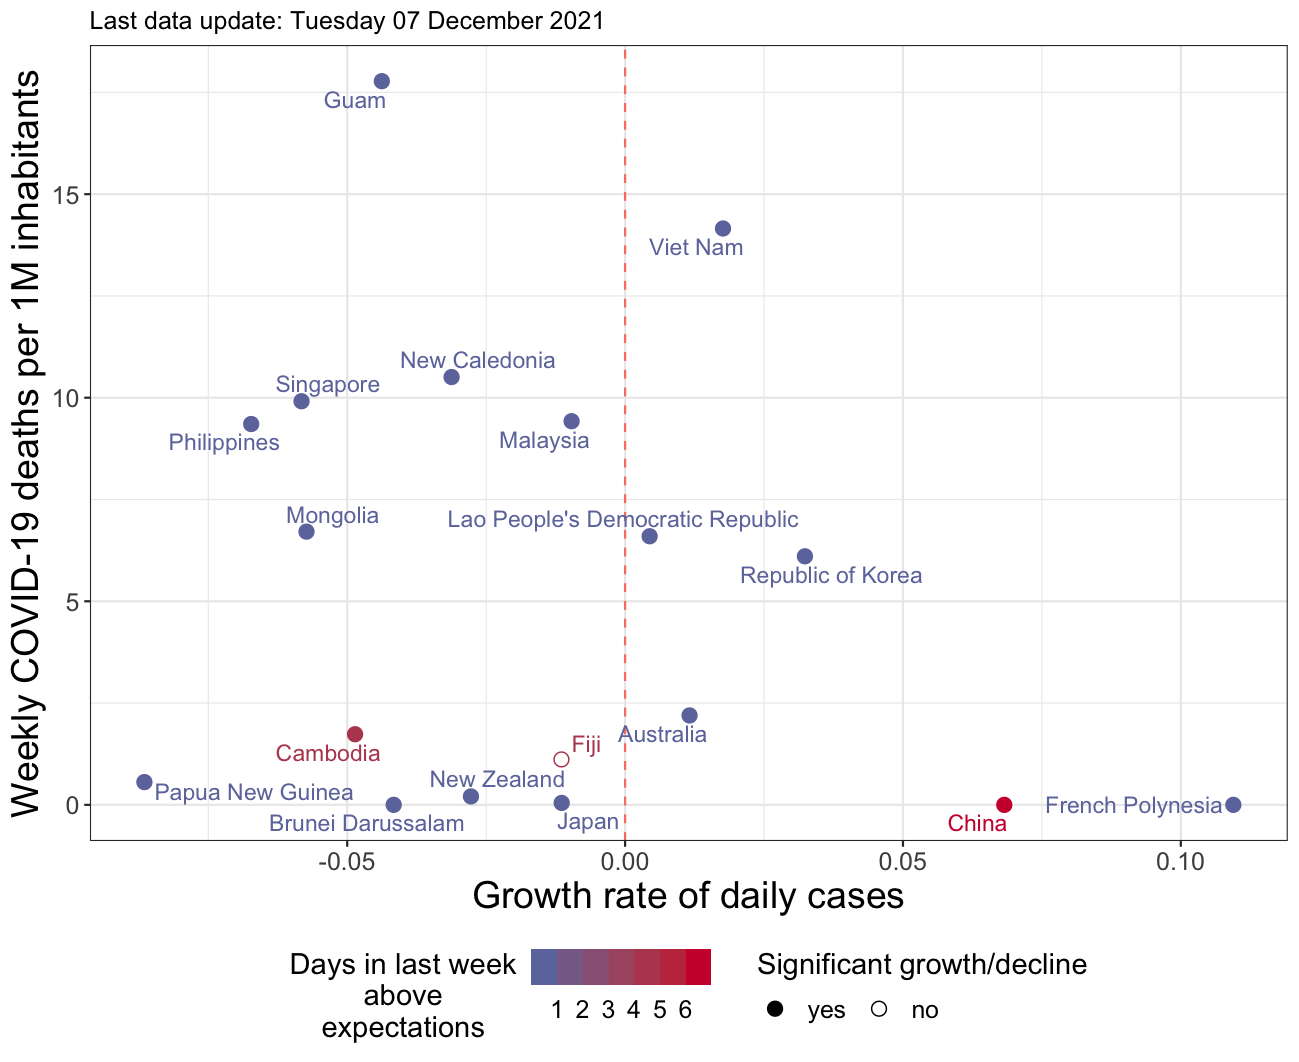 Last data update: Tuesday 07 December 2021
Weekly COVID-19 deaths per 1M inhabitants
15
10
5
0
Guam
Viet Nam
New Caledonia
Singapore
Philippines
Malaysia
Mongolia
Lao People's Democratic Republic
Republic of Korea
Australia
Fiji
Cambodia
New Zealand
Papua New Guinea
French Polynesia
Brunei Darussalam
Japan
China
-0.05 0.00 0.05 0.10
Growth rate of daily cases
Days in last week
above
expectations
1 2 3 4 5 6
Significant growth/decline
yes no